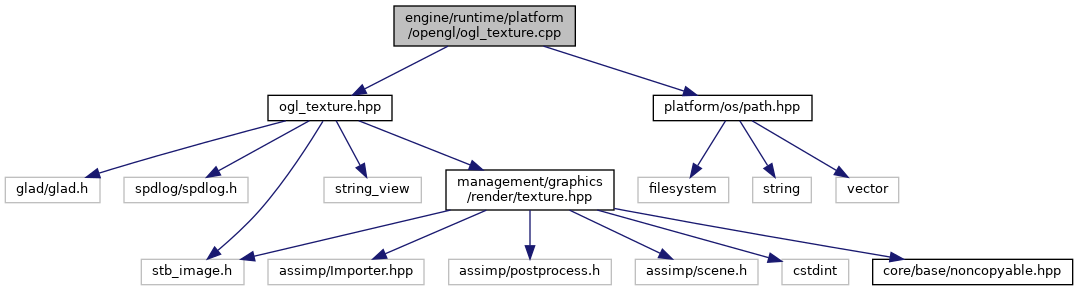 engine/runtime/platform
/opengl/ogl_texture.cpp
ogl_texture.hpp
platform/os/path.hpp
glad/glad.h
spdlog/spdlog.h
string_view
management/graphics
/render/texture.hpp
filesystem
string
vector
stb_image.h
assimp/Importer.hpp
assimp/postprocess.h
assimp/scene.h
cstdint
core/base/noncopyable.hpp